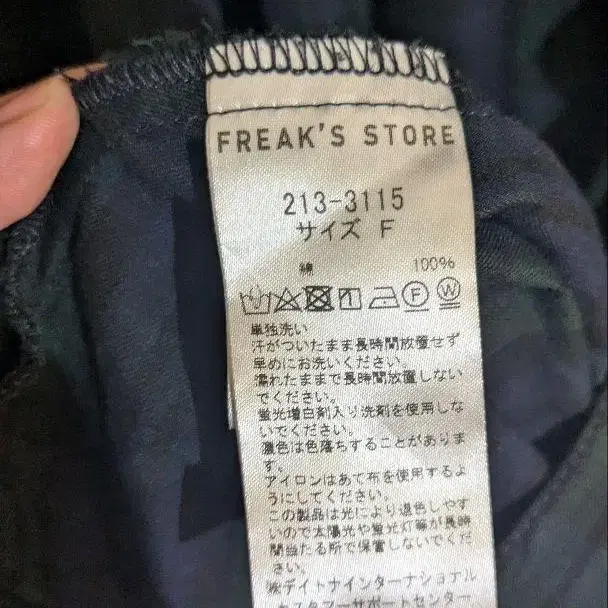 FREAK'S STORE
213-3115
サイズ F
綿 100%
F W
単独洗い
汗がついたまま長時間放置せず
早めにお洗いください。
濡れたままで長時間放置しない
でください。
蛍光増白剤入り洗剤を使用しな
いでください。
濃色は色落ちすることがありま
す。
アイロンはあて布を使用するよ
うにしてください。
この製品は光により退色しやす
いので太陽光や蛍光灯等が長時
間当たる所で保管しないでくだ
さい。
㈱デイトナインターナショナル
カスタマーサポートセンター